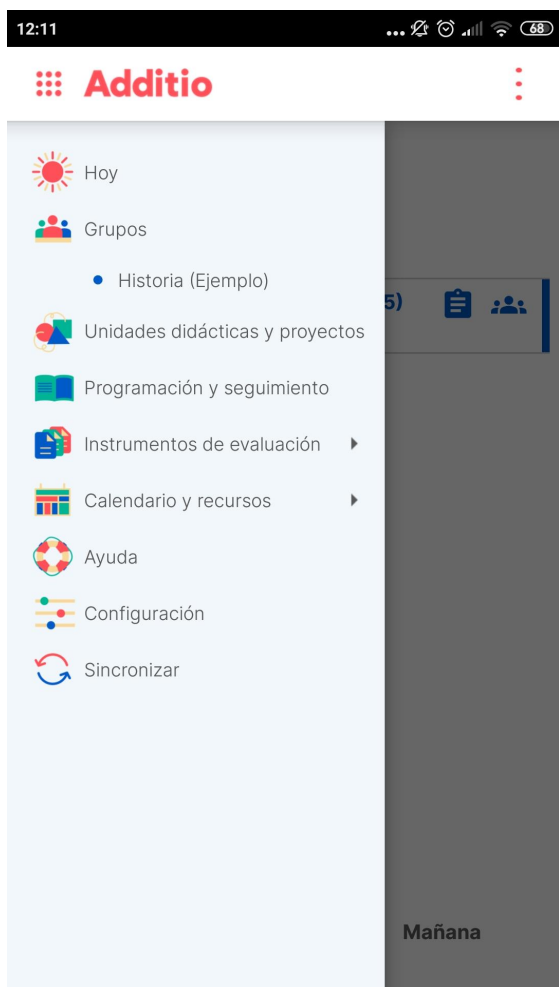 12:11
68
Additio
Hoy
Grupos
Historia (Ejemplo)
5)
Unidades didácticas y proyectos
Programación y seguimiento
Instrumentos de evaluación
Calendario y recursos
Ayuda
Configuración
Sincronizar
Mañana